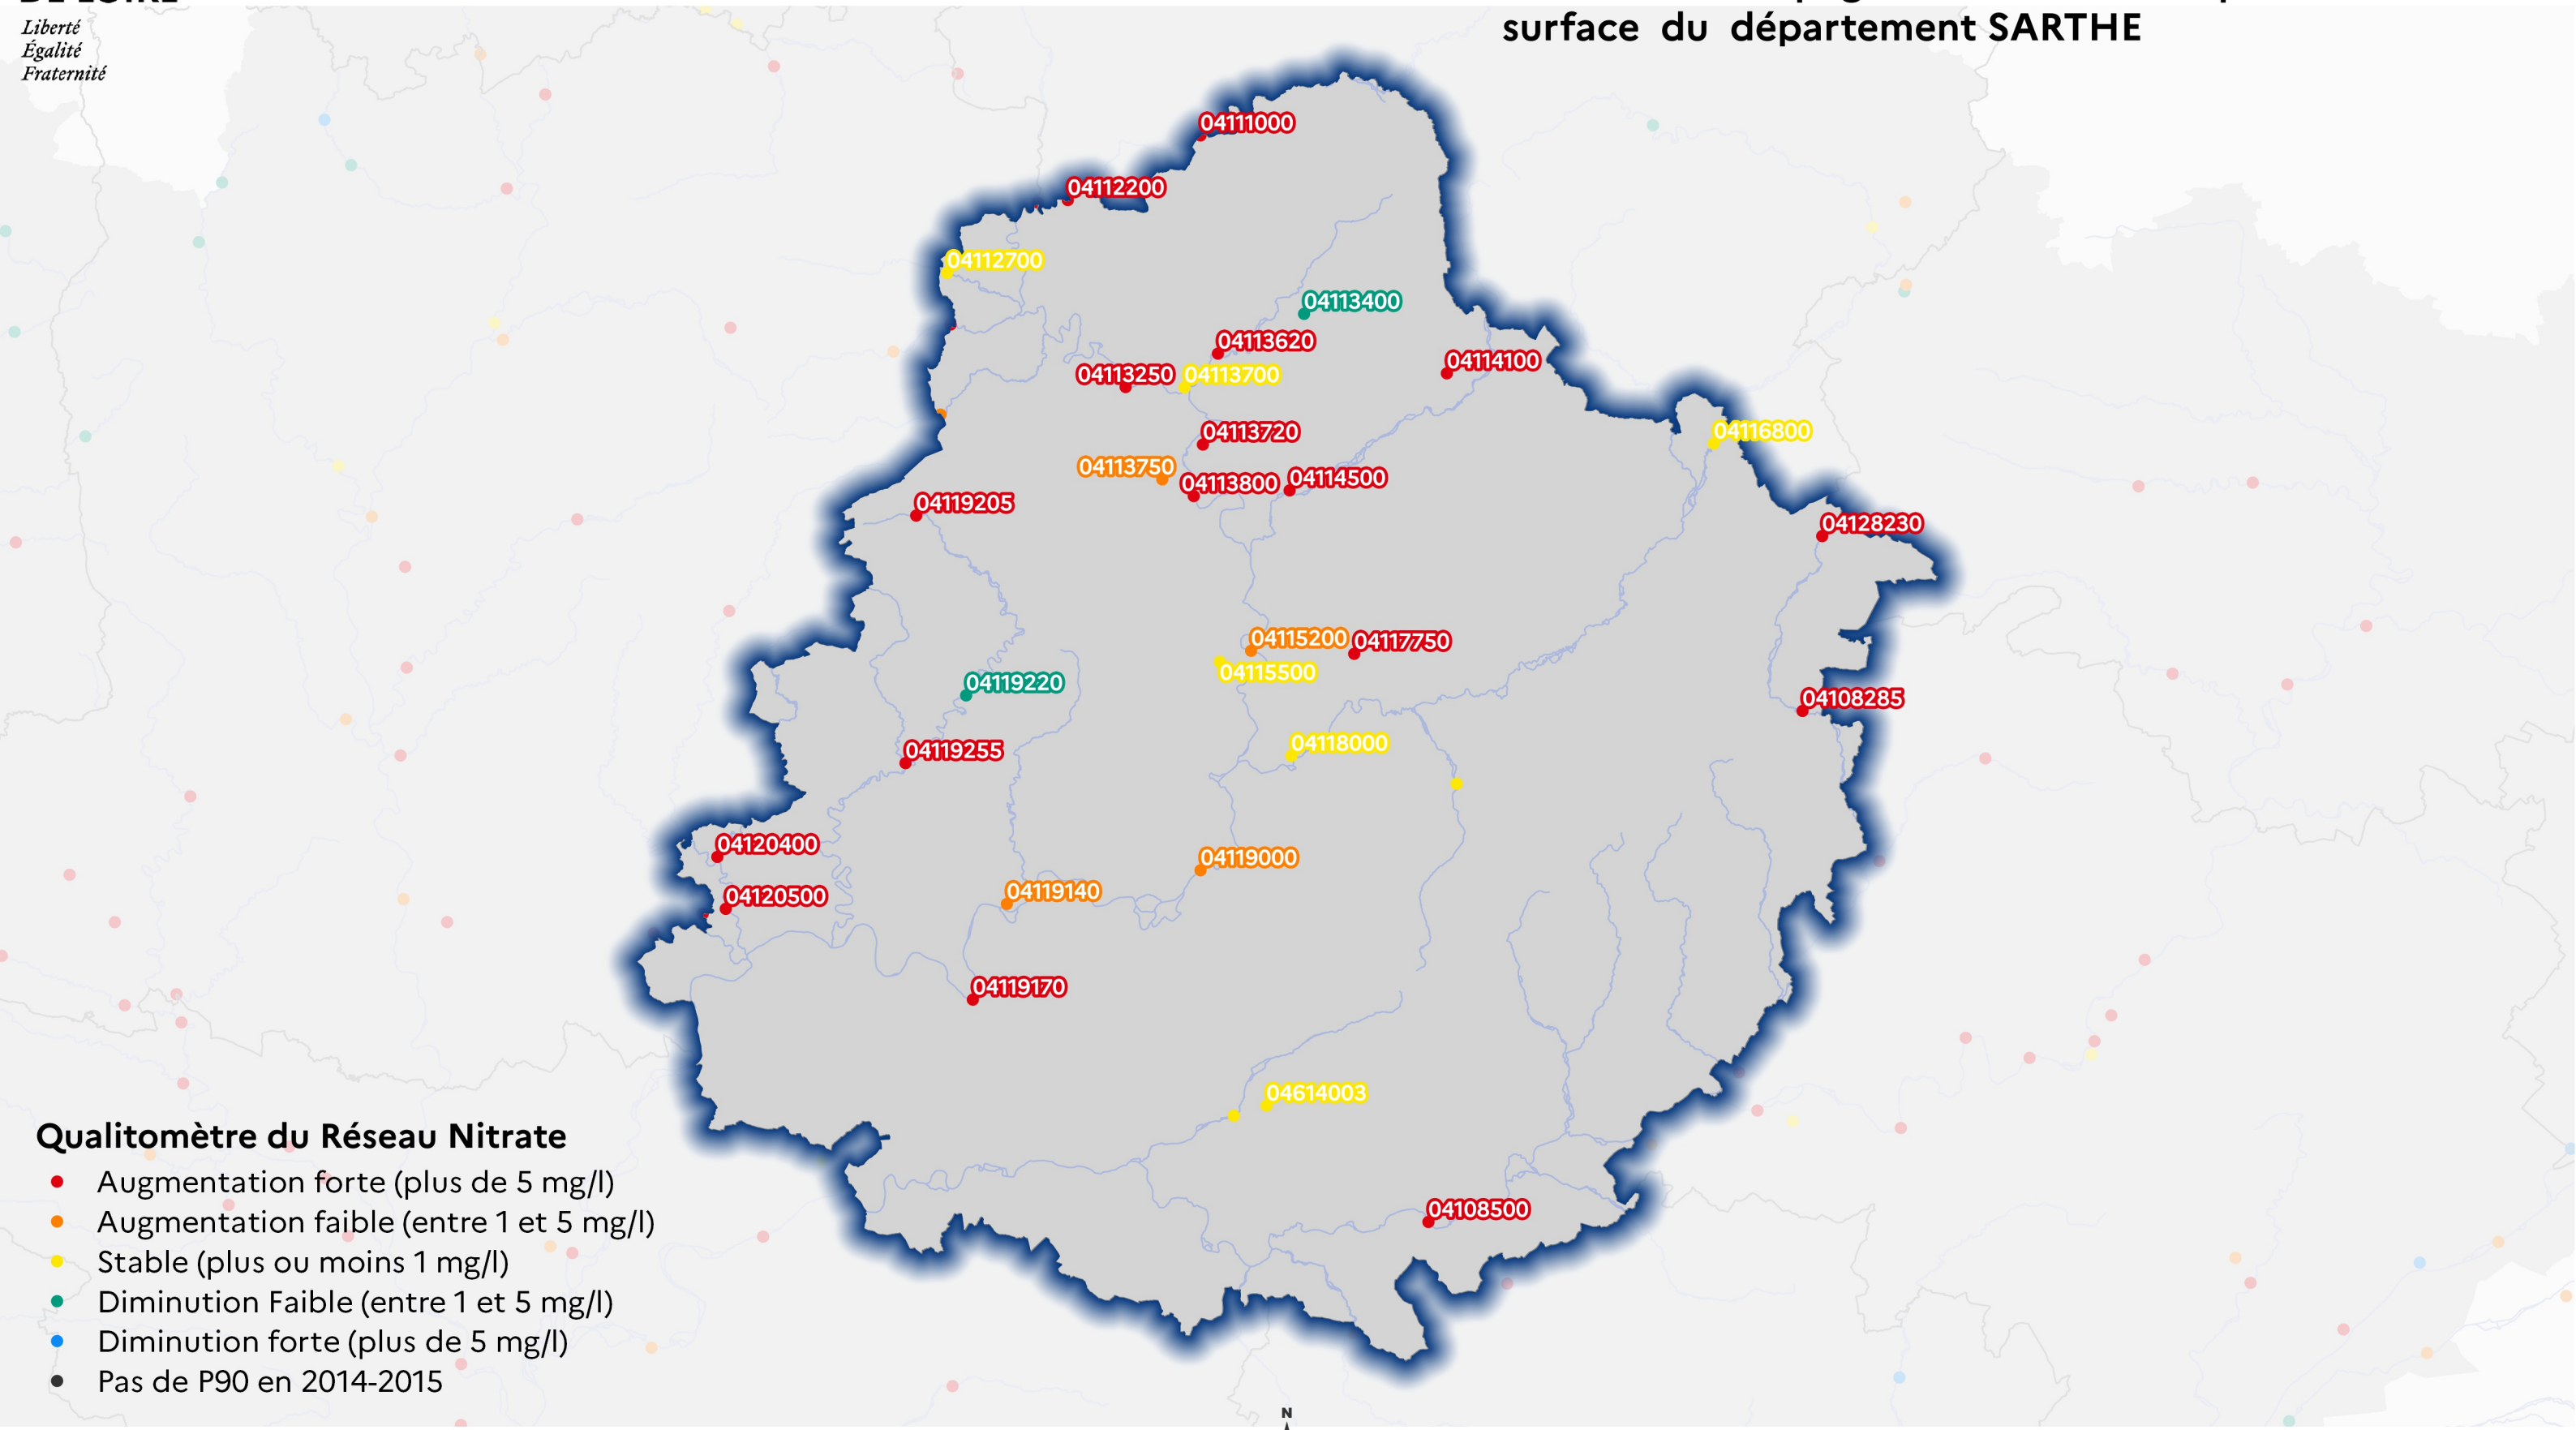 DE LOIRE
Liberté
Égalité
Fraternité
surface du département SARTHE
04111000
04112200
04112700
04113400
04113620
04114100
04113250
04113700
04113720
04116800
04113750
04113800
04114500
04119205
04128230
04115200
04117750
04115500
04119220
04108285
04118000
04119255
04120400
04119000
04119140
04120500
04119170
04614003
04108500
Qualitomètre du Réseau Nitrate
Augmentation forte (plus de 5 mg/l)
Augmentation faible (entre 1 et 5 mg/l)
Stable (plus ou moins 1 mg/l)
Diminution Faible (entre 1 et 5 mg/l)
Diminution forte (plus de 5 mg/l)
Pas de P90 en 2014-2015
N